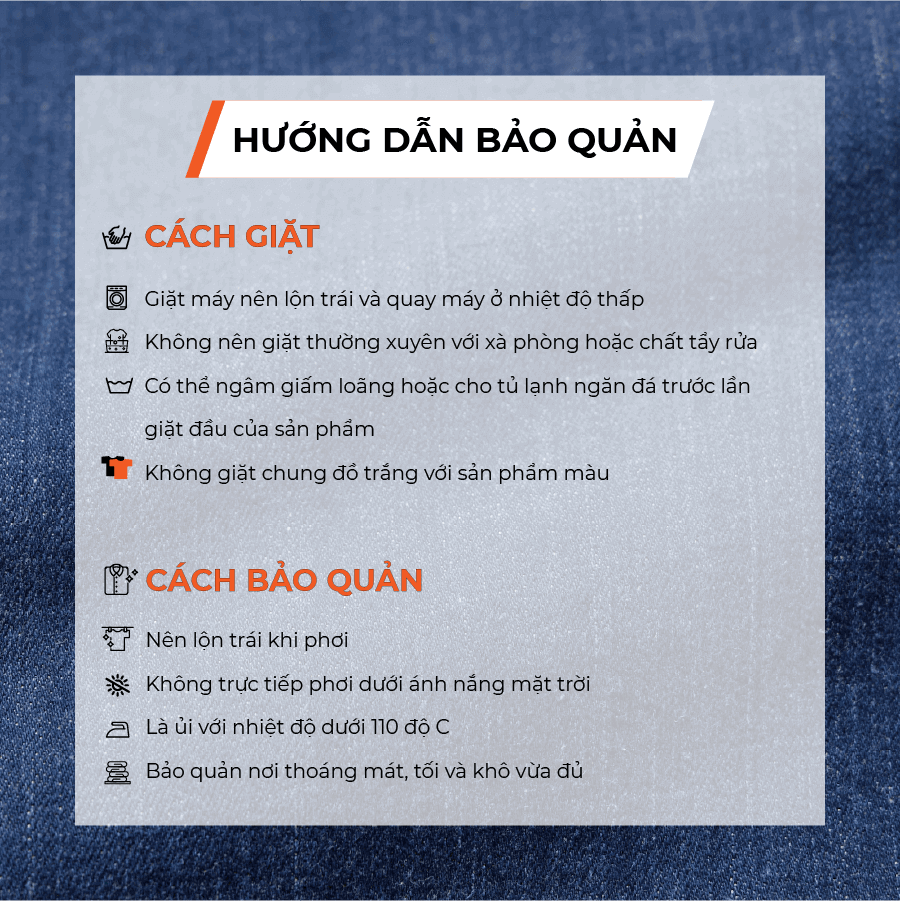 HƯỚNG DẪN BẢO QUẢN
CÁCH GIẶT
Giặt máy nên lộn trái và quay máy ở nhiệt độ thấp
Không nên giặt thường xuyên với xà phòng hoặc chất tẩy rửa
Có thể ngâm giấm loãng hoặc cho tủ lạnh ngăn đá trước lần
giặt đầu của sản phẩm
Không giặt chung đồ trắng với sản phẩm màu
CÁCH BẢO QUẢN
Nên lộn trái khi phơi
Không trực tiếp phơi dưới ánh nắng mặt trời
Là ủi với nhiệt độ dưới 110 độ C
Bảo quản nơi thoáng mát, tối và khô vừa đủ